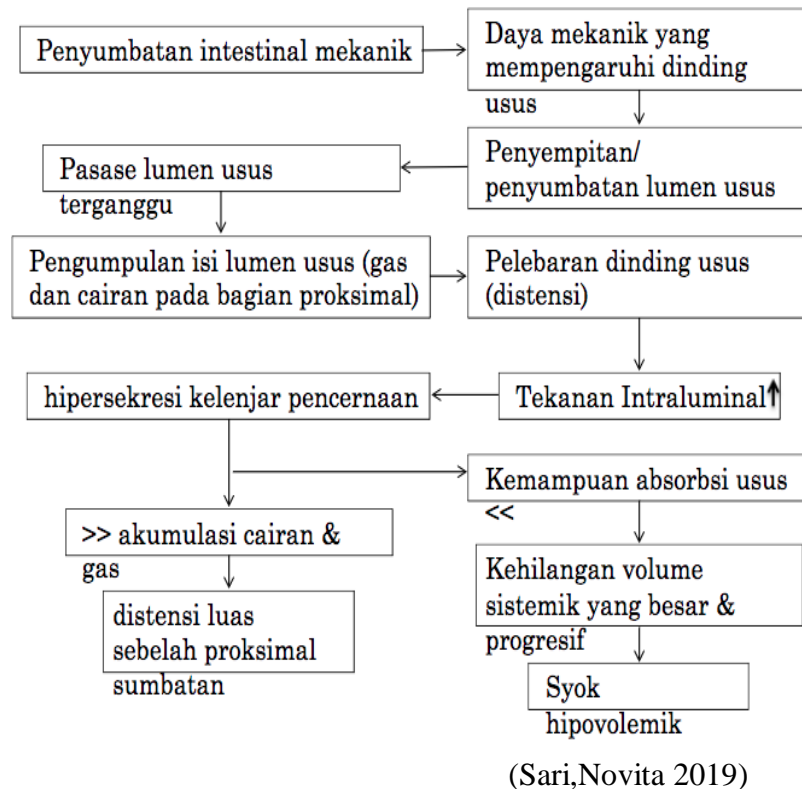 Penyumbatan intestinal mekanik
Daya mekanik yang
mempengaruhi dinding
usus
Penyempitan/
penyumbatan lumen usus
Pasase lumen usus
terganggu
Pengumpulan isi lumen usus (gas
dan cairan pada bagian proksimal)
Pelebaran dinding usus
(distensi)
Tekanan Intraluminal↑
hipersekresi kelenjar pencernaan
Kemampuan absorbsi usus
<<
>> akumulasi cairan &
gas
Kehilangan volume
sistemik yang besar &
progresif
distensi luas
sebelah proksimal
sumbatan
Syok
hipovolemik
(Sari,Novita 2019)